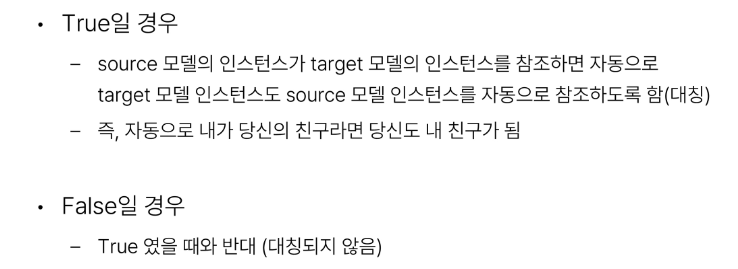 • True일 경우
– source 모델의 인스턴스가 target 모델의 인스턴스를 참조하면 자동으로
target 모델 인스턴스도 source 모델 인스턴스를 자동으로 참조하도록 함(대칭)
– 즉, 자동으로 내가 당신의 친구라면 당신도 내 친구가 됨
• False일 경우
– True 였을 때와 반대 (대칭되지 않음)